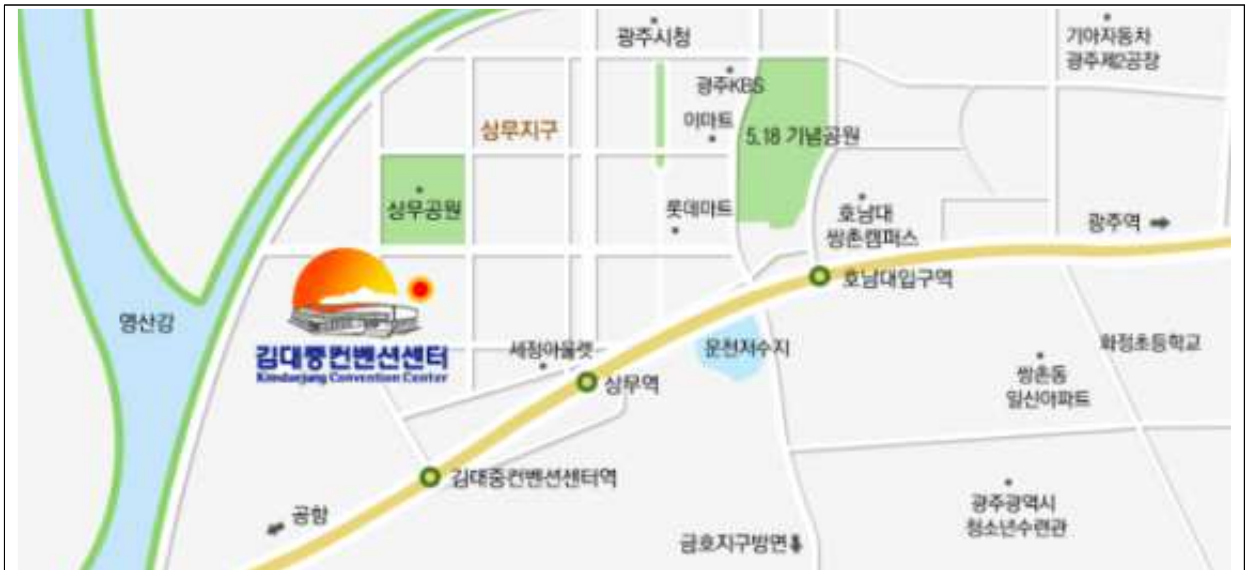 광주시청
기아자동차
광주제2공장
광주KBS
이마트
상무지구
5.18 기념공원
상무공원
롯데마트
호남대
쌍촌캠퍼스
광주역
호남대입구역
영산강
김대중컨벤션센터
Kimdaejung Convention Center
세정아울렛
운천저수지
화정초등학교
상무역
쌍촌동
일신아파트
김대중컨벤션센터역
공항
광주광역시
청소년수련관
금호지구방면